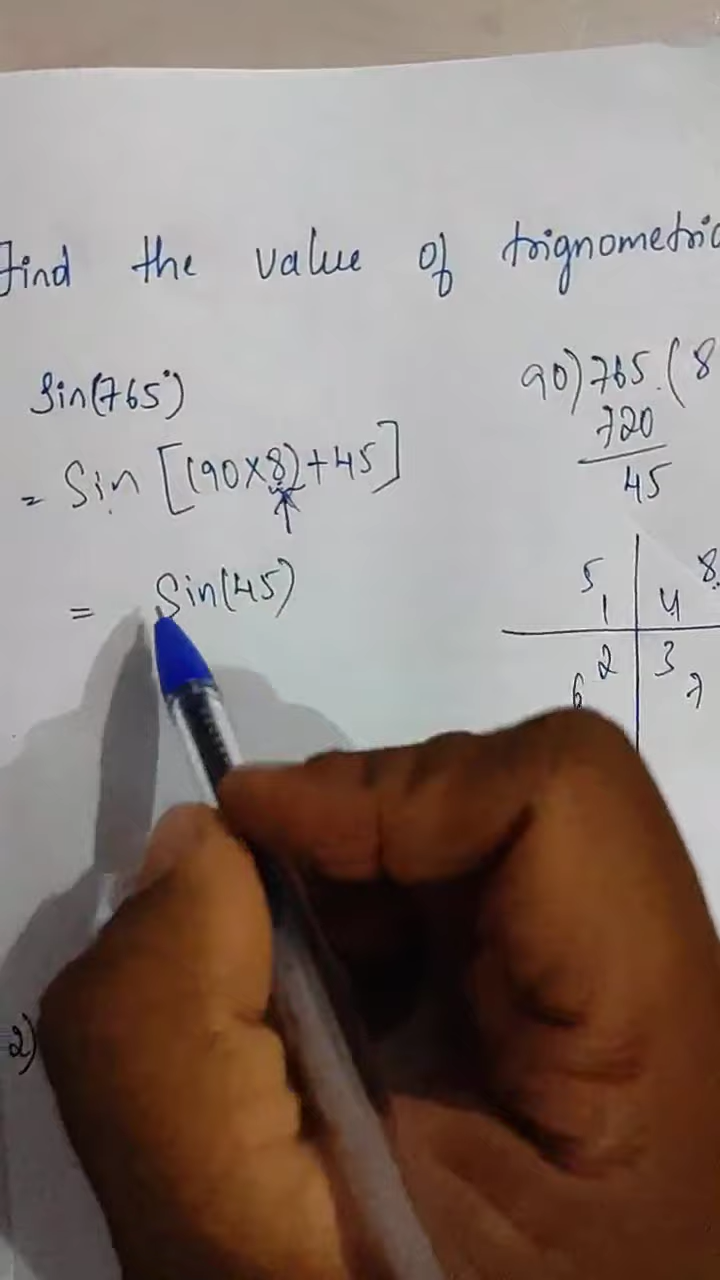 Find the value of trignometric
Sin(765°)
= Sin [(90×8)+45]
= Sin(45)
90)765.(8
720
45
5 1 4 8
6 2 3 7
2)